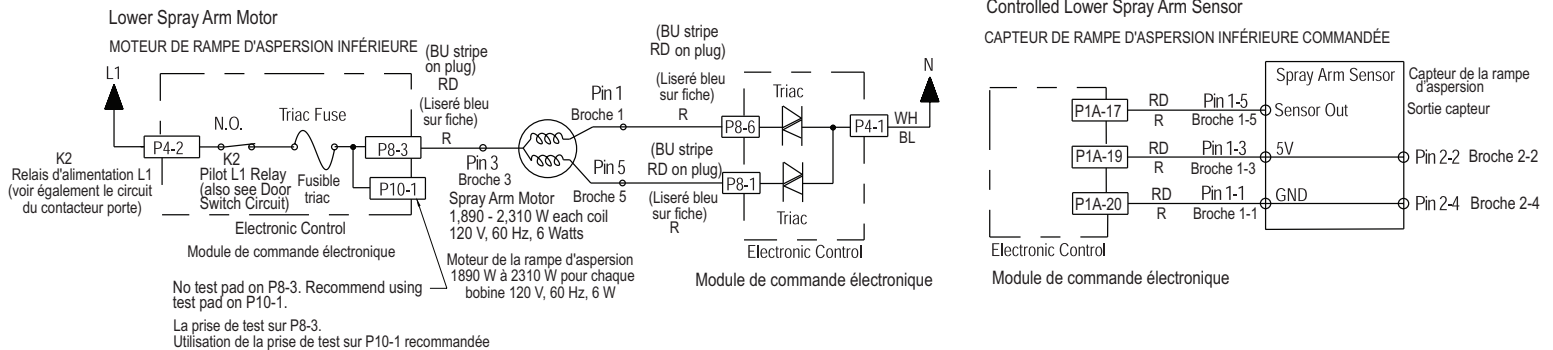 Lower Spray Arm Motor
MOTEUR DE RAMPE D'ASPERSION INFÉRIEURE
L1
P4-2
N.O.
K2
Pilot L1 Relay
(also see Door
Switch Circuit)
K2
Relais d'alimentation L1
(voir également le circuit
du contacteur porte)
Triac Fuse
Fusible
triac
P8-3
P10-1
Electronic Control
Module de commande électronique
(BU stripe
on plug)
RD
(Liseré bleu
sur fiche)
R
Pin 3
Broche 3
Spray Arm Motor
1,890 - 2,310 W each coil
120 V, 60 Hz, 6 Watts
Moteur de la rampe d'aspersion
1890 W à 2310 W pour chaque
bobine 120 V, 60 Hz, 6 W
No test pad on P8-3. Recommend using
test pad on P10-1.
La prise de test sur P8-3.
Utilisation de la prise de test sur P10-1 recommandée
Pin 1
Broche 1
Pin 5
Broche 5
(BU stripe
RD on plug)
(Liseré bleu
sur fiche)
R
(BU stripe
RD on plug)
(Liseré bleu
sur fiche)
R
P8-6
P8-1
Triac
Triac
P4-1
WH
BL
N
Electronic Control
Module de commande électronique
Controlled Lower Spray Arm Sensor
CAPTEUR DE RAMPE D'ASPERSION INFÉRIEURE COMMANDÉE
P1A-17
RD
R
Pin 1-5
Broche 1-5
P1A-19
RD
R
Pin 1-3
Broche 1-3
P1A-20
RD
R
Pin 1-1
Broche 1-1
Electronic Control
Module de commande électronique
Spray Arm Sensor
Sensor Out
5V
GND
Capteur de la rampe
d'aspersion
Sortie capteur
Pin 2-2 Broche 2-2
Pin 2-4 Broche 2-4